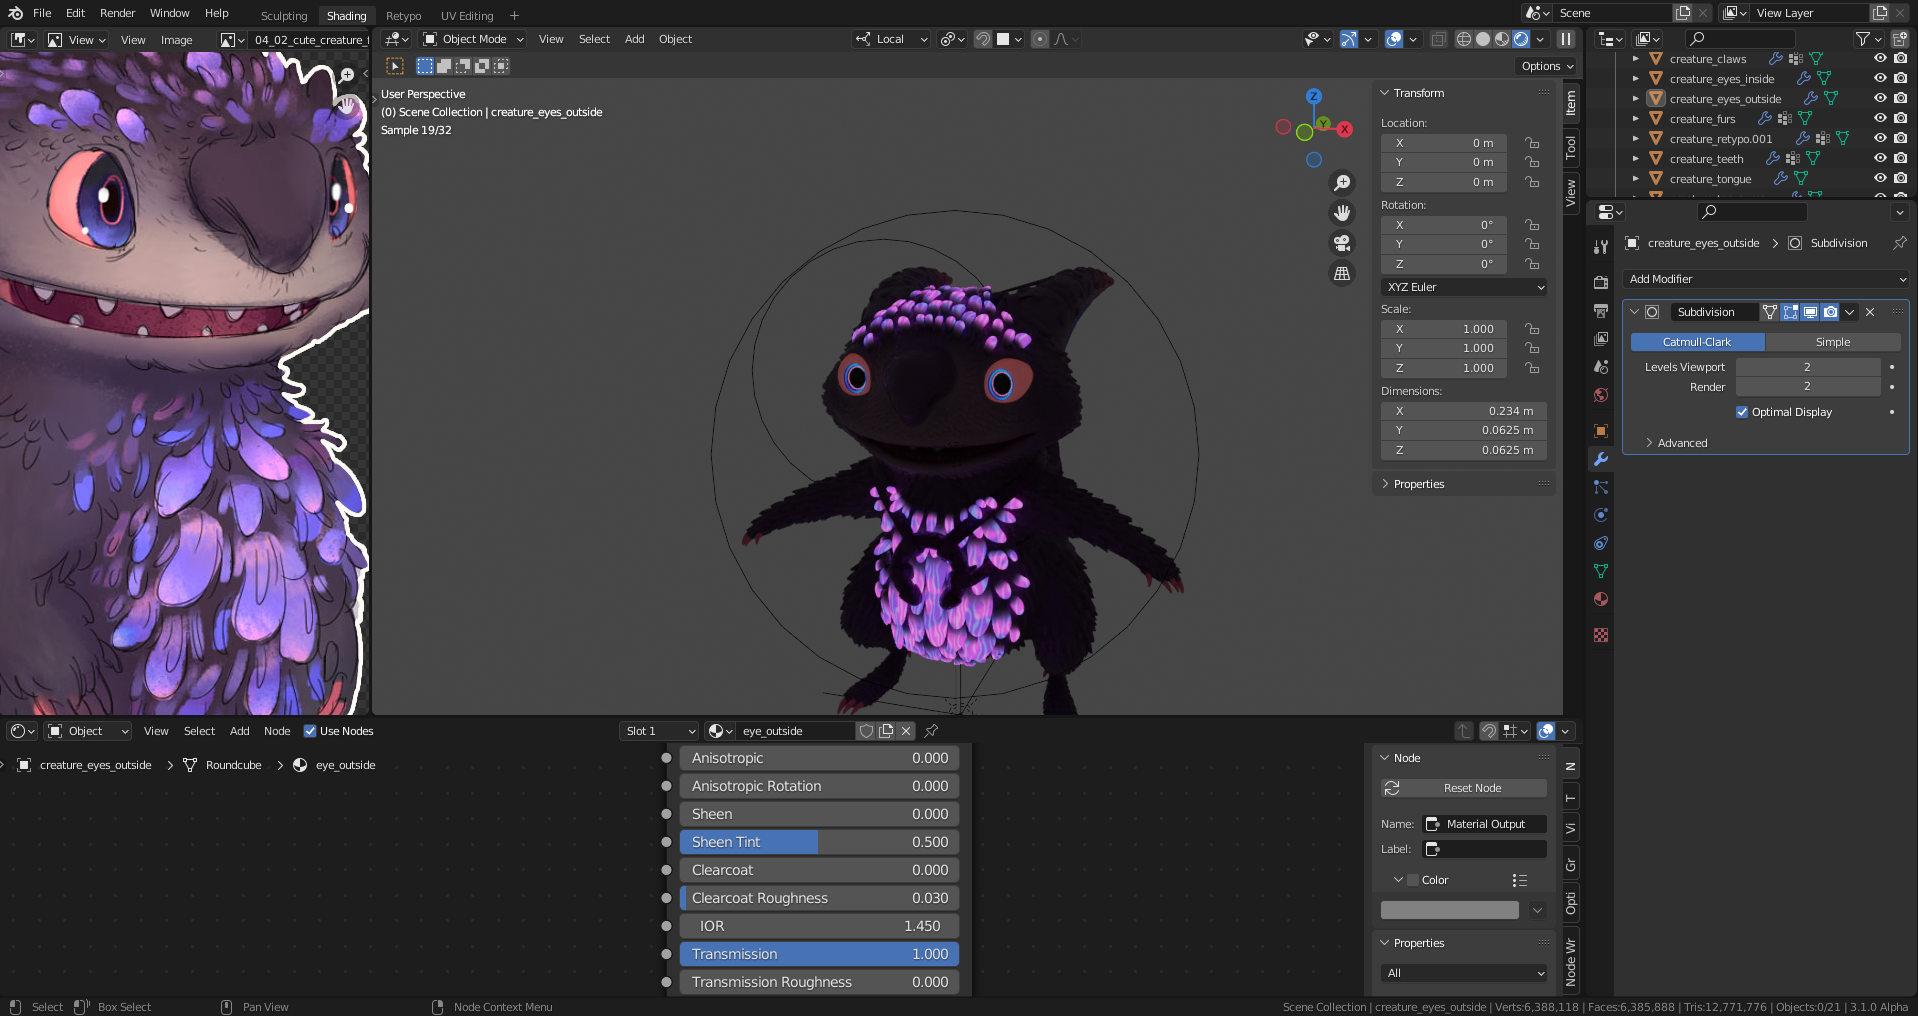 File Edit Render Window Help Sculpting Shading Retypo UV Editing + Scene View Layer
View View Image 04_02_cute_creature_
Object Mode View Select Add Object Local
Options
User Perspective
(0) Scene Collection | creature_eyes_outside
Sample 19/32
Z
Y
X
Transform
Location:
X 0 m
Y 0 m
Z 0 m
Rotation:
X 0°
Y 0°
Z 0°
XYZ Euler
Scale:
X 1.000
Y 1.000
Z 1.000
Dimensions:
X 0.234 m
Y 0.0625 m
Z 0.0625 m
Properties
Item
Tool
View
creature_claws
creature_eyes_inside
creature_eyes_outside
creature_furs
creature_retypo.001
creature_teeth
creature_tongue
creature_eyes_outside > Subdivision
Add Modifier
Subdivision
Catmull-Clark Simple
Levels Viewport 2
Render 2
Optimal Display
Advanced
Object View Select Add Node Use Nodes Slot 1 eye_outside
creature_eyes_outside > Roundcube > eye_outside
Anisotropic 0.000
Anisotropic Rotation 0.000
Sheen 0.000
Sheen Tint 0.500
Clearcoat 0.000
Clearcoat Roughness 0.030
IOR 1.450
Transmission 1.000
Transmission Roughness 0.000
Node
Reset Node
Name: Material Output
Label:
Color
Properties
All
N
T
Vi
Gr
Opti
Node Wr
Select Box Select Pan View Node Context Menu
Scene Collection | creature_eyes_outside | Verts:6,388,118 | Faces:6,385,888 | Tris:12,771,776 | Objects:0/21 | 3.1.0 Alpha